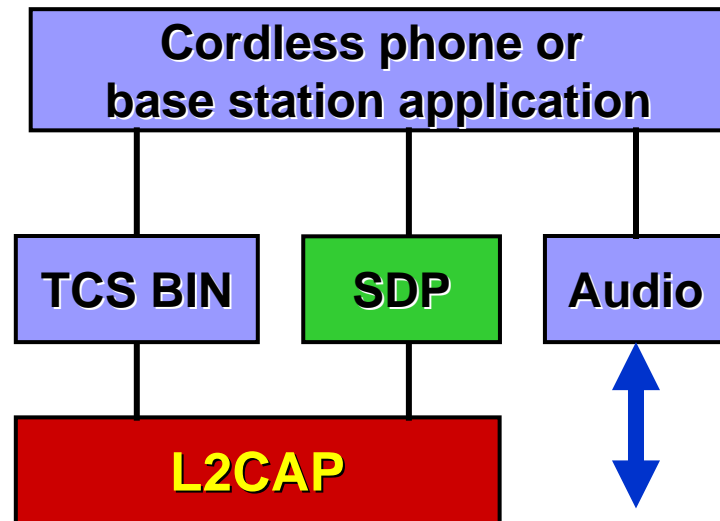 Cordless phone or
base station application
TCS BIN
SDP
Audio
L2CAP